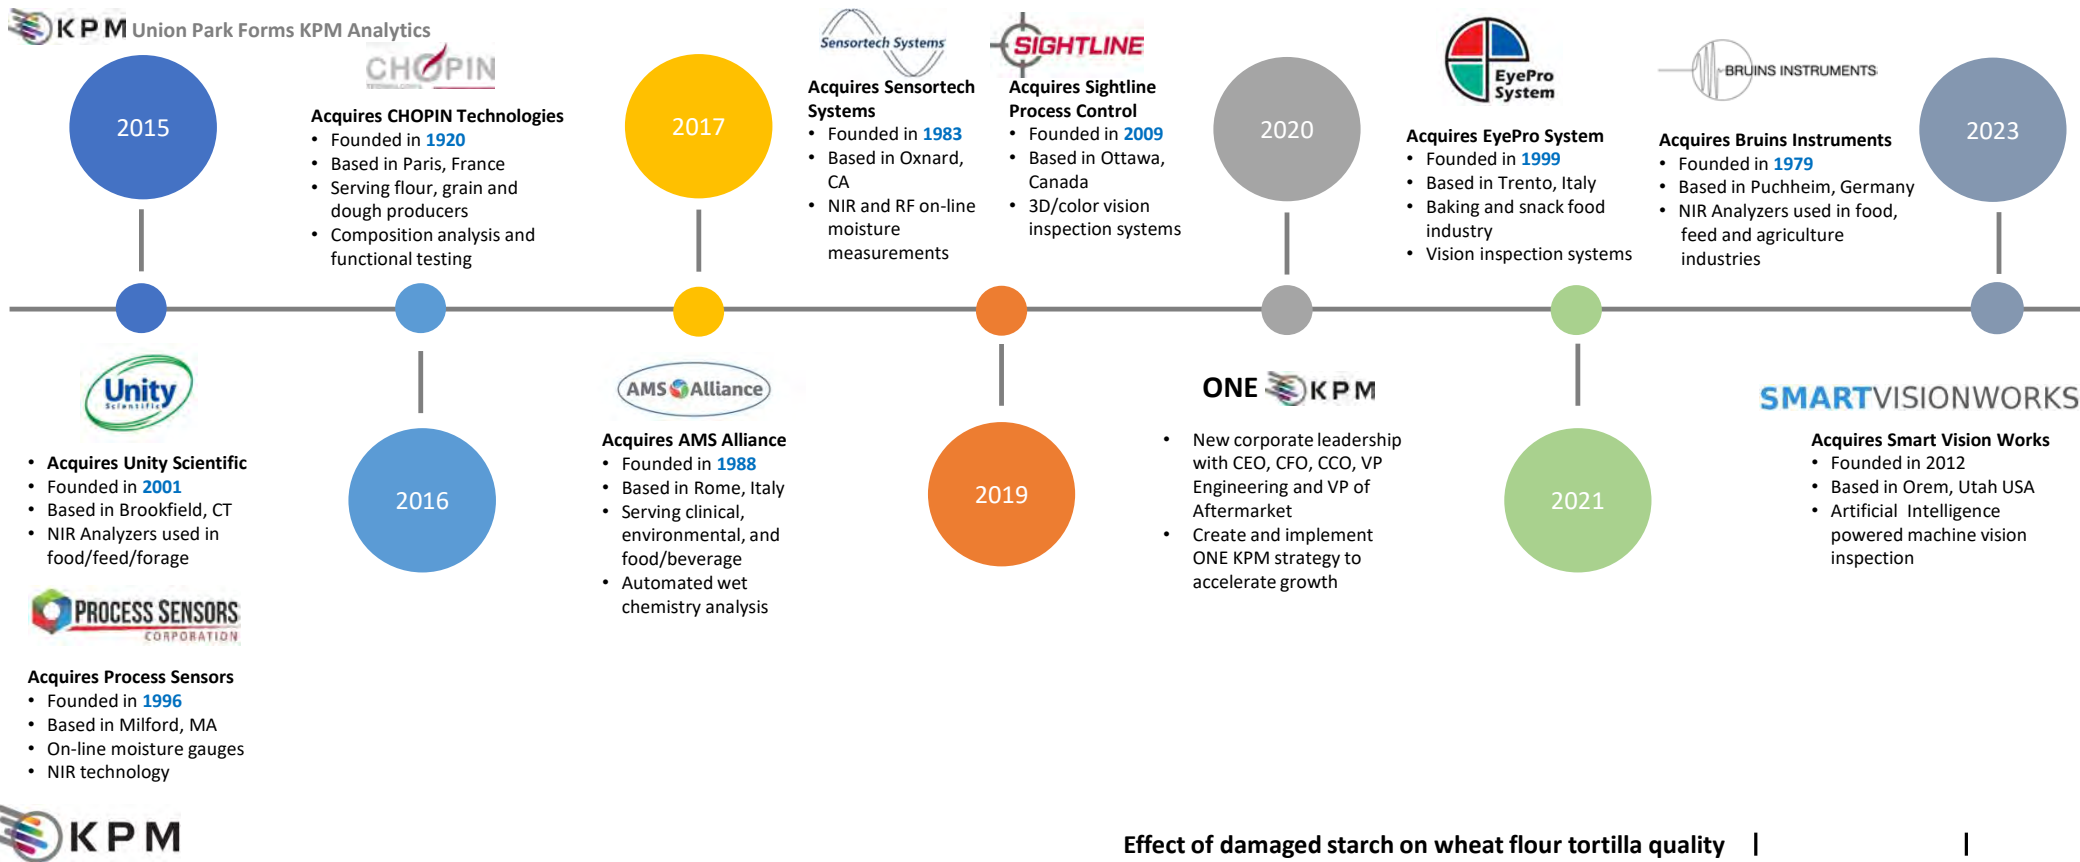 KPM Union Park Forms KPM Analytics
2015
Unity
Scientific
• Acquires Unity Scientific
• Founded in 2001
• Based in Brookfield, CT
• NIR Analyzers used in
food/feed/forage
PROCESS SENSORS
CORPORATION
Acquires Process Sensors
• Founded in 1996
• Based in Milford, MA
• On-line moisture gauges
• NIR technology
CHOPIN
Acquires CHOPIN Technologies
• Founded in 1920
• Based in Paris, France
• Serving flour, grain and
dough producers
• Composition analysis and
functional testing
2016
2017
AMS Alliance
Acquires AMS Alliance
• Founded in 1988
• Based in Rome, Italy
• Serving clinical,
environmental, and
food/beverage
• Automated wet
chemistry analysis
Sensortech Systems
Acquires Sensortech
Systems
• Founded in 1983
• Based in Oxnard,
CA
• NIR and RF on-line
moisture
measurements
SIGHTLINE
Acquires Sightline
Process Control
• Founded in 2009
• Based in Ottawa,
Canada
• 3D/color vision
inspection systems
2019
2020
ONE KPM
• New corporate leadership
with CEO, CFO, CCO, VP
Engineering and VP of
Aftermarket
• Create and implement
ONE KPM strategy to
accelerate growth
EyePro
System
Acquires EyePro System
• Founded in 1999
• Based in Trento, Italy
• Baking and snack food
industry
• Vision inspection systems
BRUINS INSTRUMENTS
Acquires Bruins Instruments
• Founded in 1979
• Based in Puchheim, Germany
• NIR Analyzers used in food,
feed and agriculture
industries
2021
2023
SMARTVISIONWORKS
Acquires Smart Vision Works
• Founded in 2012
• Based in Orem, Utah USA
• Artificial Intelligence
powered machine vision
inspection
KPM
Effect of damaged starch on wheat flour tortilla quality | |